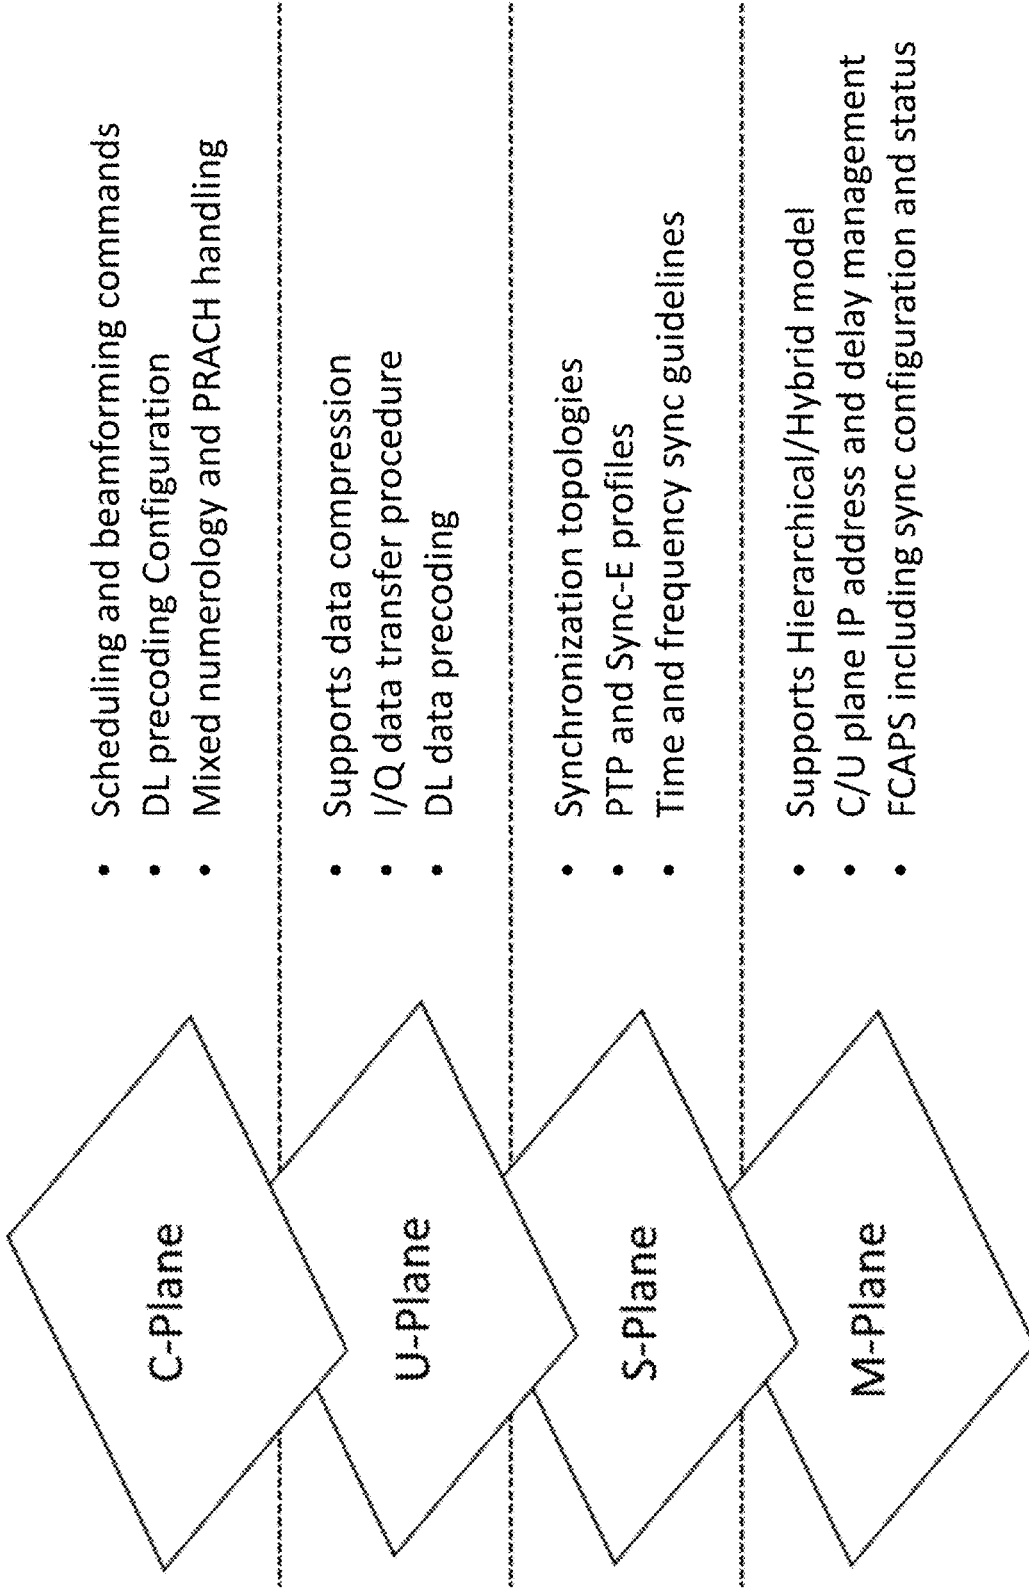 C-Plane
• Scheduling and beamforming commands
• DL precoding Configuration
• Mixed numerology and PRACH handling
U-Plane
• Supports data compression
• I/Q data transfer procedure
• DL data precoding
S-Plane
• Synchronization topologies
• PTP and Sync-E profiles
• Time and frequency sync guidelines
M-Plane
• Supports Hierarchical/Hybrid model
• C/U plane IP address and delay management
• FCAPS including sync configuration and status